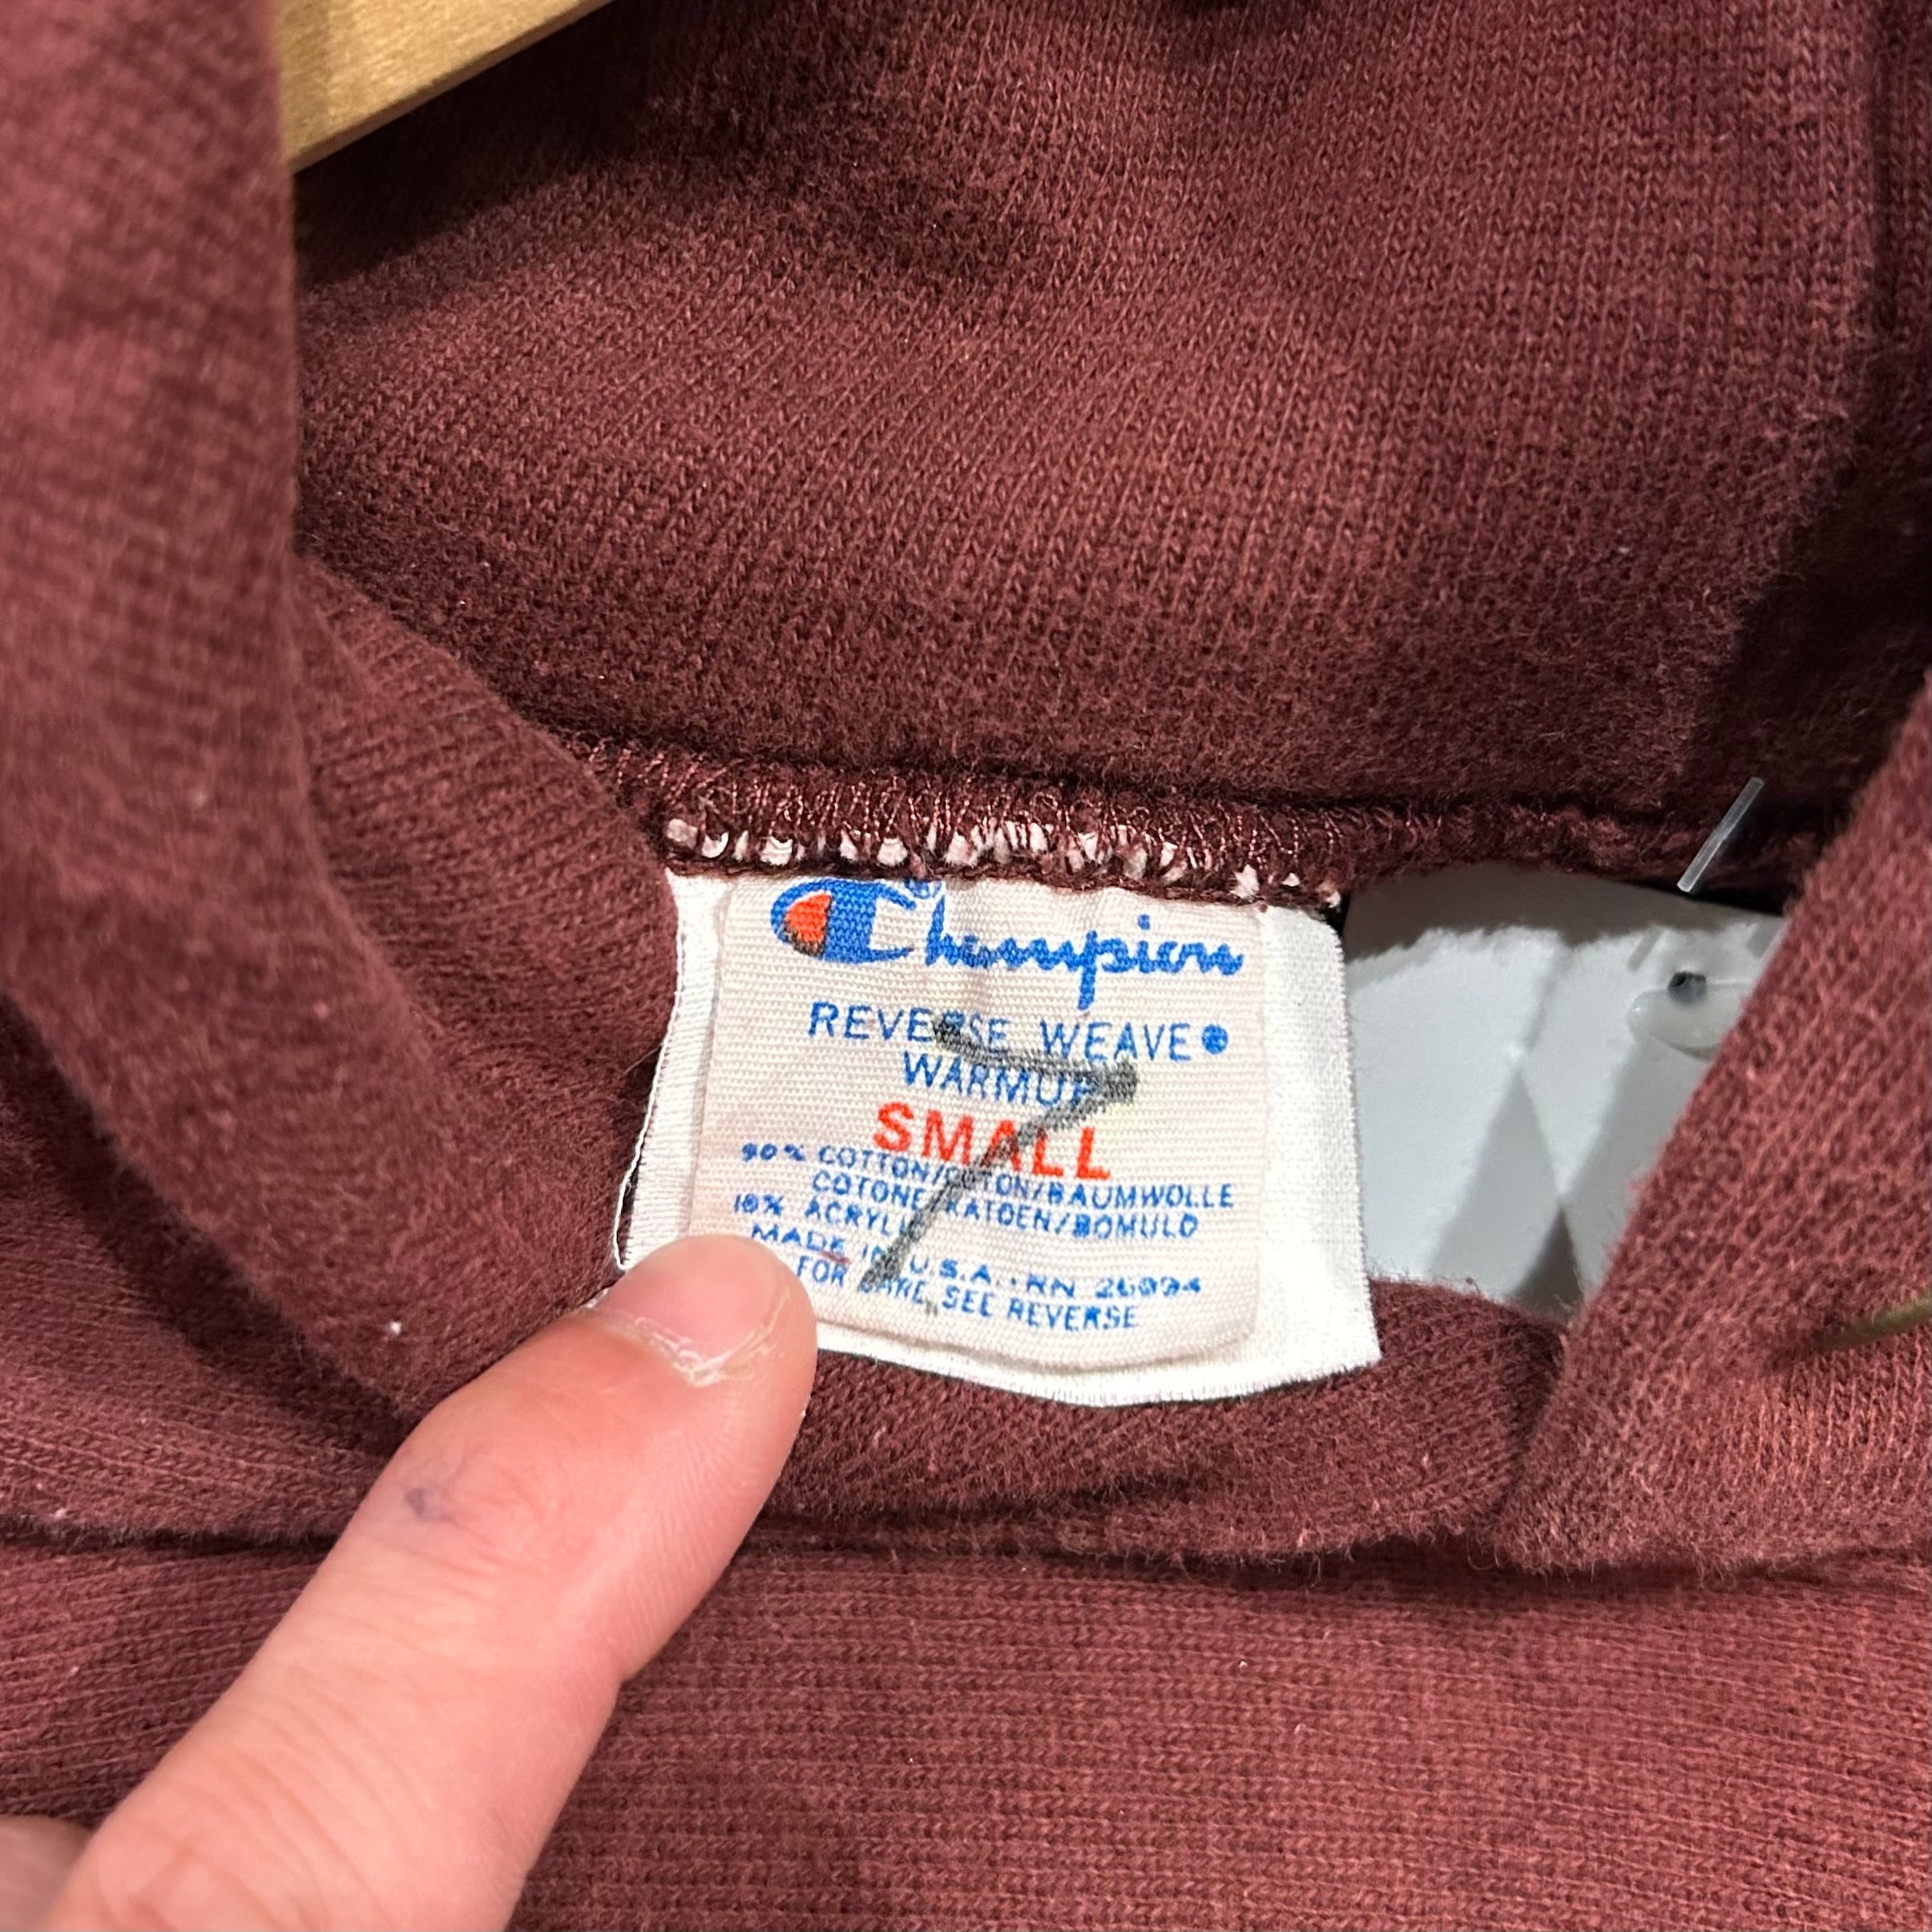 Champion®
REVERSE WEAVE®
WARMUP
SMALL
90% COTTON/COTON/BAUMWOLLE
COTONE/KATOEN/BOMULD
10% ACRYLIC
MADE IN U.S.A. · RN 26094
FOR CARE, SEE REVERSE
7